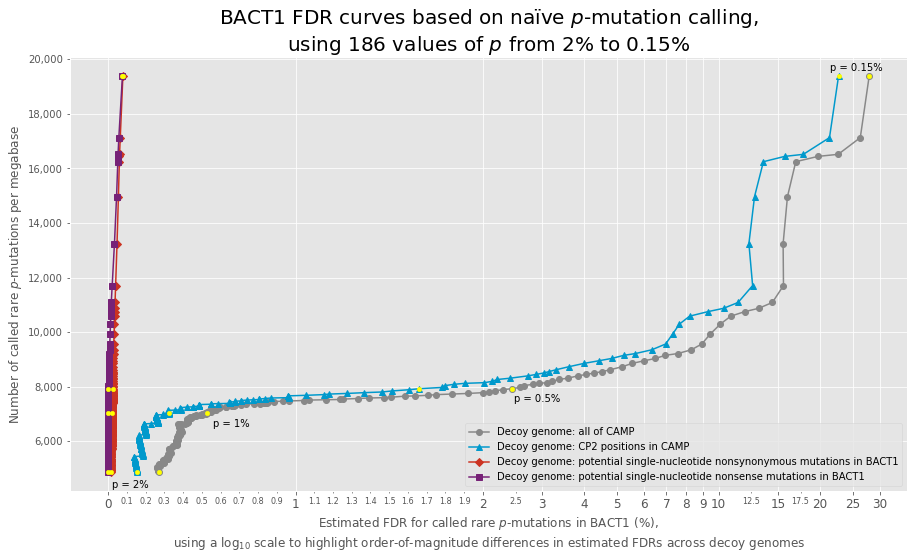 BACT1 FDR curves based on naïve p-mutation calling,
using 186 values of p from 2% to 0.15%
Number of called rare p-mutations per megabase
20,000
18,000
16,000
14,000
12,000
10,000
8,000
6,000
p = 0.15%
p = 0.5%
p = 1%
p = 2%
Decoy genome: all of CAMP
Decoy genome: CP2 positions in CAMP
Decoy genome: potential single-nucleotide nonsynonymous mutations in BACT1
Decoy genome: potential single-nucleotide nonsense mutations in BACT1
0 0.1 0.2 0.3 0.4 0.5 0.6 0.7 0.8 0.9 1 1.1 1.2 1.3 1.4 1.5 1.6 1.7 1.8 1.9 2 2.5 3 4 5 6 7 8 9 10 12.5 15 17.5 20 25 30
Estimated FDR for called rare p-mutations in BACT1 (%),
using a log10 scale to highlight order-of-magnitude differences in estimated FDRs across decoy genomes